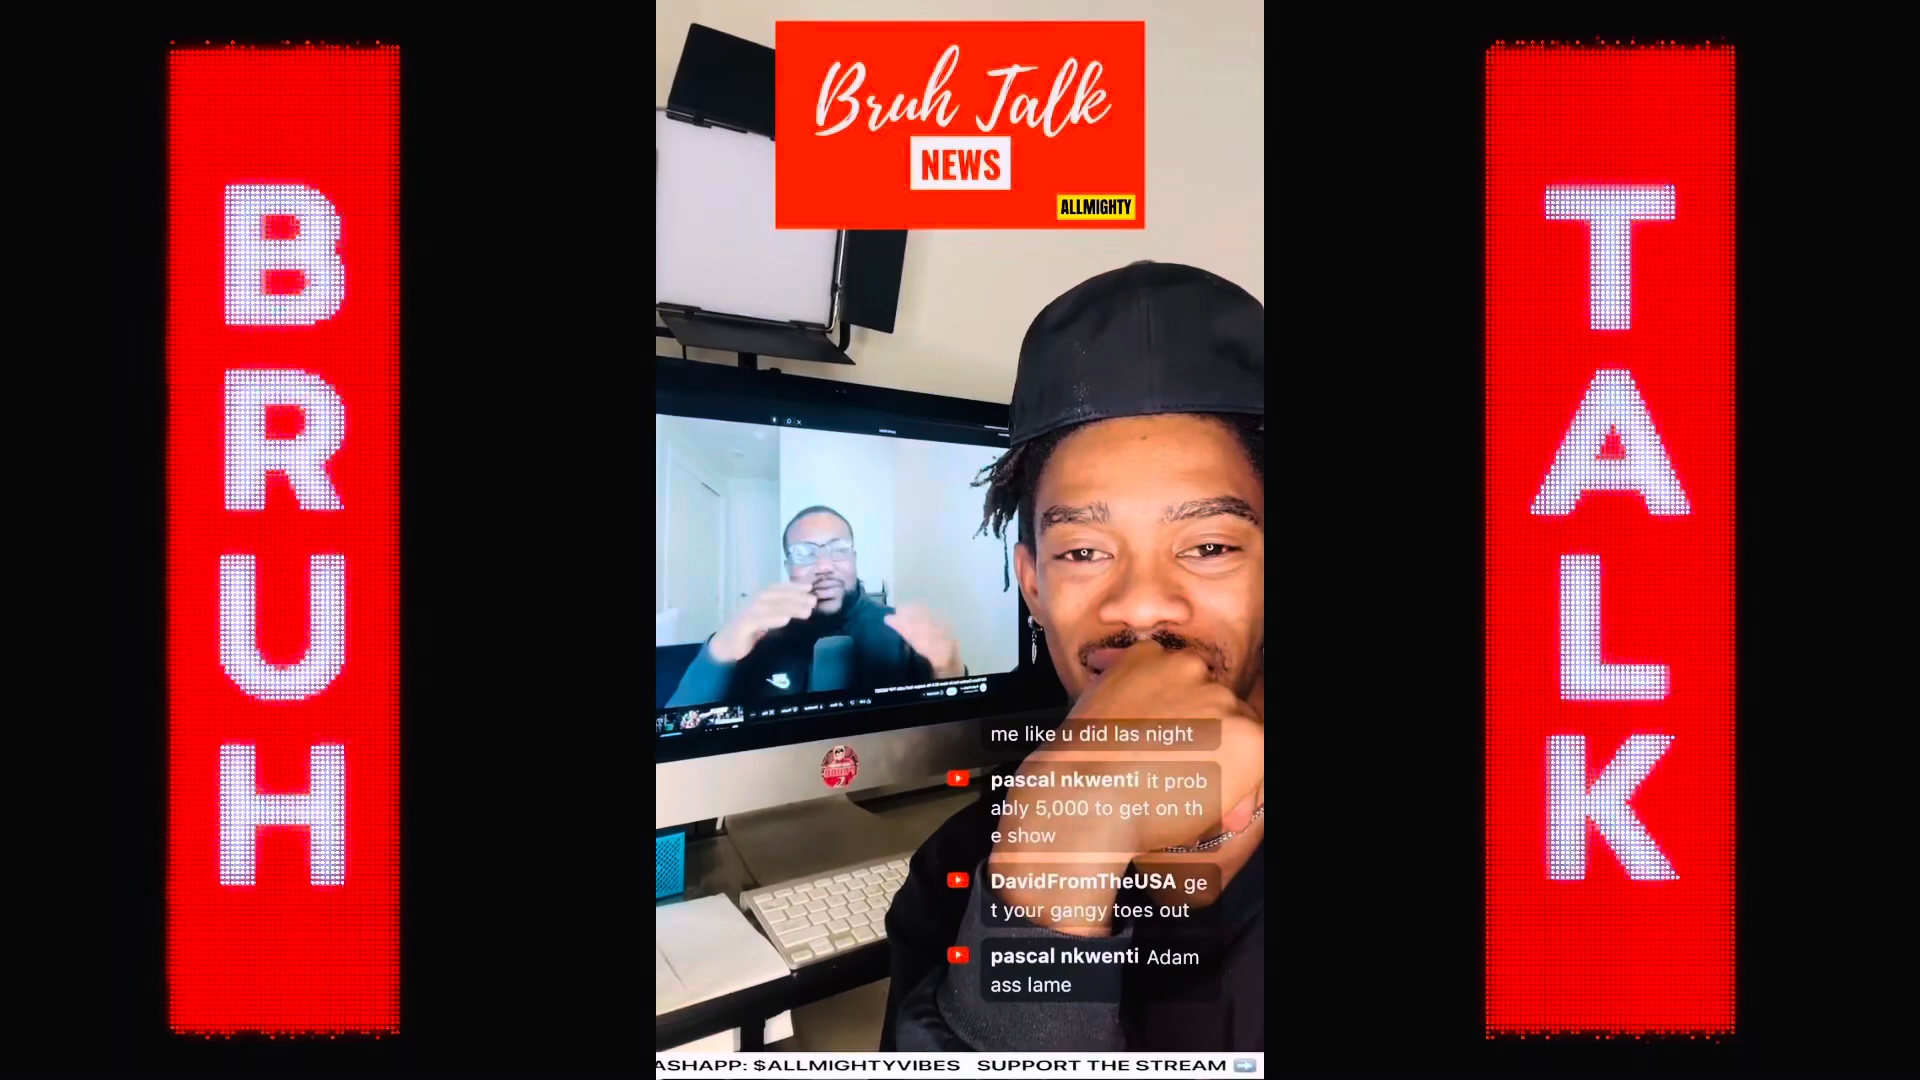 BRUH
TALK
Bruh Talk
NEWS
ALLMIGHTY
me like u did las night
pascal nkwenti it prob
ably 5,000 to get on th
e show
DavidFromTheUSA ge
t your gangy toes out
pascal nkwenti Adam
ass lame
ASHAPP: $ALLMIGHTYVIBES SUPPORT THE STREAM